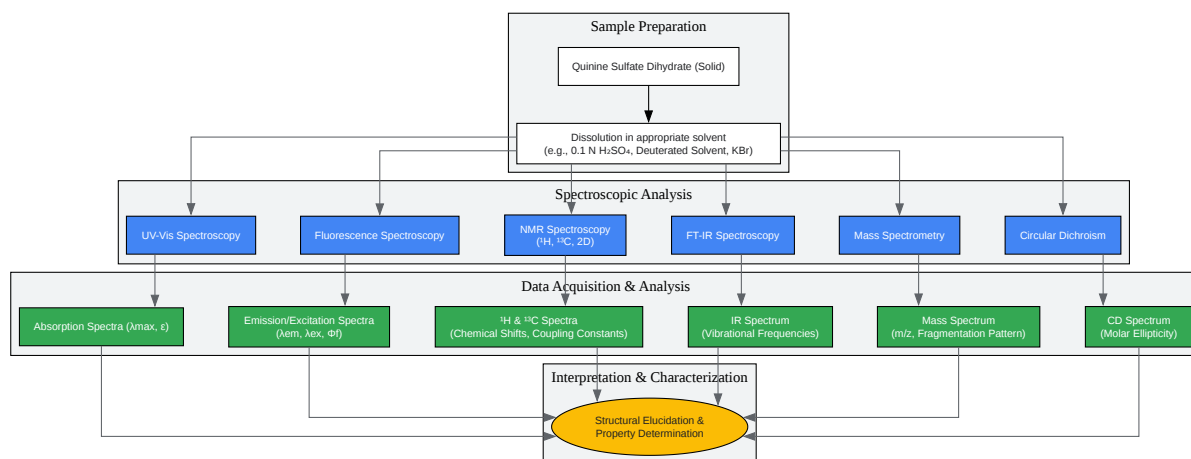 Sample Preparation
Quinine Sulfate Dihydrate (Solid)
Dissolution in appropriate solvent
(e.g., 0.1 N H₂SO₄, Deuterated Solvent, KBr)
Spectroscopic Analysis
UV-Vis Spectroscopy
Fluorescence Spectroscopy
NMR Spectroscopy
(¹H, ¹³C, 2D)
FT-IR Spectroscopy
Mass Spectrometry
Circular Dichroism
Data Acquisition & Analysis
Absorption Spectra (λmax, ε)
Emission/Excitation Spectra
(λem, λex, Φf)
¹H & ¹³C Spectra
(Chemical Shifts, Coupling Constants)
IR Spectrum
(Vibrational Frequencies)
Mass Spectrum
(m/z, Fragmentation Pattern)
CD Spectrum
(Molar Ellipticity)
Interpretation & Characterization
Structural Elucidation &
Property Determination